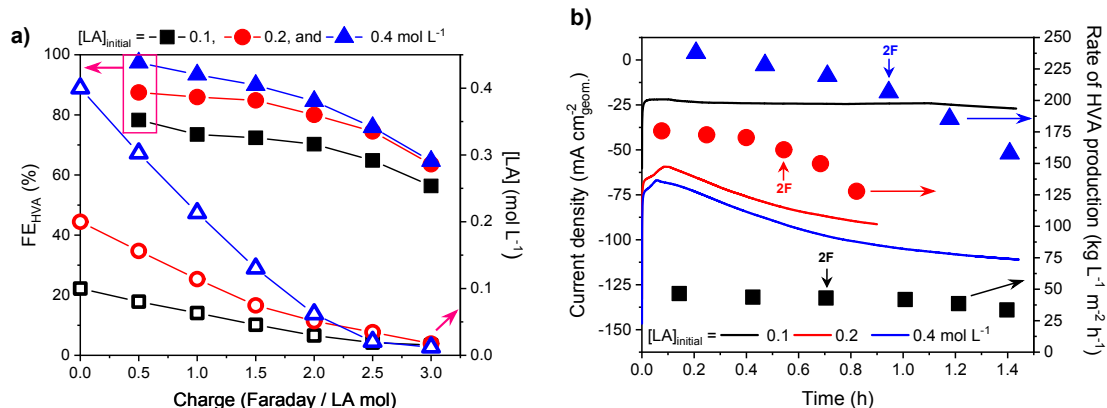 a)
[LA]initial = 0.1, 0.2, and 0.4 mol L-1
100
80
60
40
20
0
FEHVA (%)
0.4
0.3
0.2
0.1
0.0
[LA] (mol L-1)
0.0 0.5 1.0 1.5 2.0 2.5 3.0
Charge (Faraday / LA mol)
b)
0
-25
-50
-75
-100
-125
-150
Current density (mA cm-2geom.)
2F
2F
2F
[LA]initial = 0.1 0.2 0.4 mol L-1
250
225
200
175
150
125
100
75
50
25
0
Rate of HVA production
(kg L-1 m-2 h-1)
0.0 0.2 0.4 0.6 0.8 1.0 1.2 1.4
Time (h)